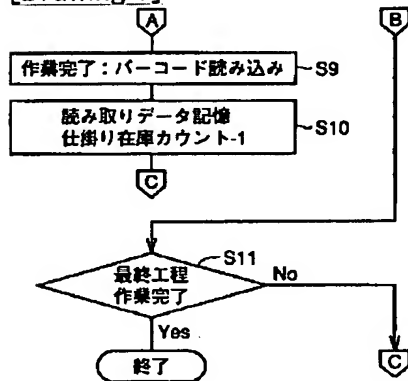 A
B
作業完了：バーコード読み込み
S9
読み取りデータ記憶
仕掛り在庫カウント-1
S10
C
S11
最終工程
作業完了
No
Yes
終了
C